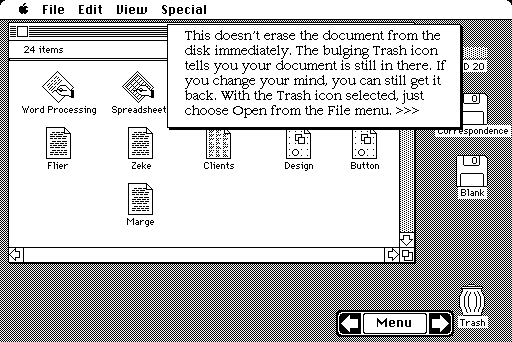 File Edit View Special
24 items
This doesn't erase the document from the
disk immediately. The bulging Trash icon
tells you your document is still in there. If
you change your mind, you can still get it
back. With the Trash icon selected, just
choose Open from the File menu. >>>
D 20
Word Processing Spreadsheet
Correspondence
Flier Zeke Clients Design Button
Blank
Marge
Menu
Trash